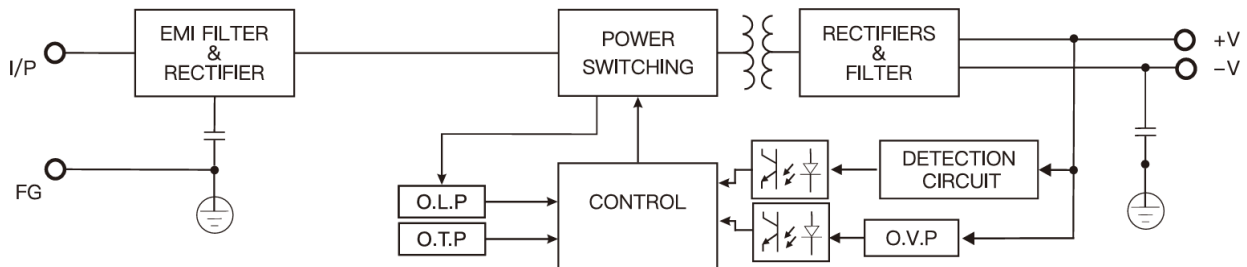 I/P
EMI FILTER
&
RECTIFIER
POWER
SWITCHING
RECTIFIERS
&
FILTER
+V
−V
FG
O.L.P
O.T.P
CONTROL
DETECTION
CIRCUIT
O.V.P